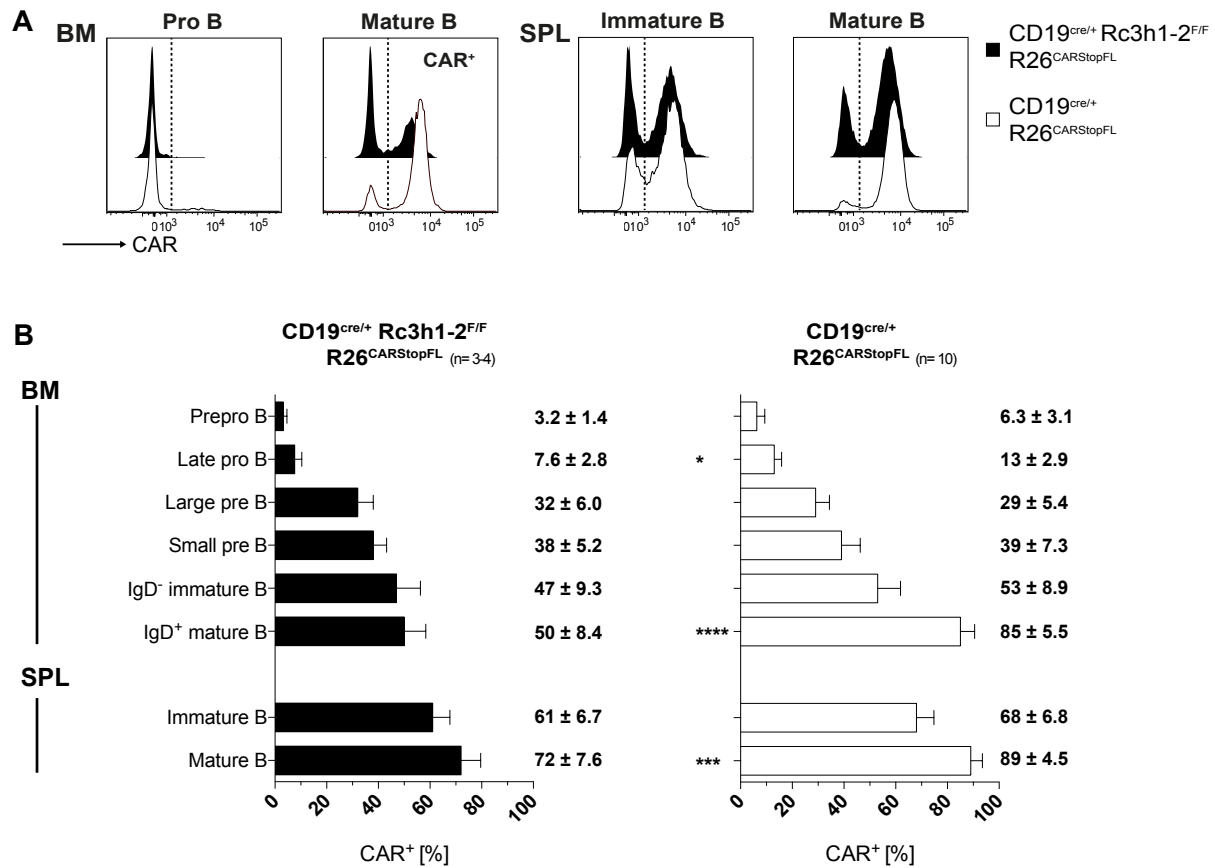 A
BM
Pro B
Mature B
SPL
Immature B
Mature B
CAR⁺
CD19ᶜʳᵉ/⁺ Rc3h1-2ꟳ/ꟳ
R26CARStopFL
CD19ᶜʳᵉ/⁺
R26CARStopFL
0 10³ 10⁴ 10⁵
0 10³ 10⁴ 10⁵
0 10³ 10⁴ 10⁵
0 10³ 10⁴ 10⁵
CAR
B
CD19ᶜʳᵉ/⁺ Rc3h1-2ꟳ/ꟳ
R26CARStopFL (n= 3-4)
CD19ᶜʳᵉ/⁺
R26CARStopFL (n= 10)
BM
Prepro B 3.2 ± 1.4 6.3 ± 3.1
Late pro B 7.6 ± 2.8 * 13 ± 2.9
Large pre B 32 ± 6.0 29 ± 5.4
Small pre B 38 ± 5.2 39 ± 7.3
IgD⁻ immature B 47 ± 9.3 53 ± 8.9
IgD⁺ mature B 50 ± 8.4 **** 85 ± 5.5
SPL
Immature B 61 ± 6.7 68 ± 6.8
Mature B 72 ± 7.6 *** 89 ± 4.5
0 20 40 60 80 100
0 20 40 60 80 100
CAR⁺ [%]
CAR⁺ [%]